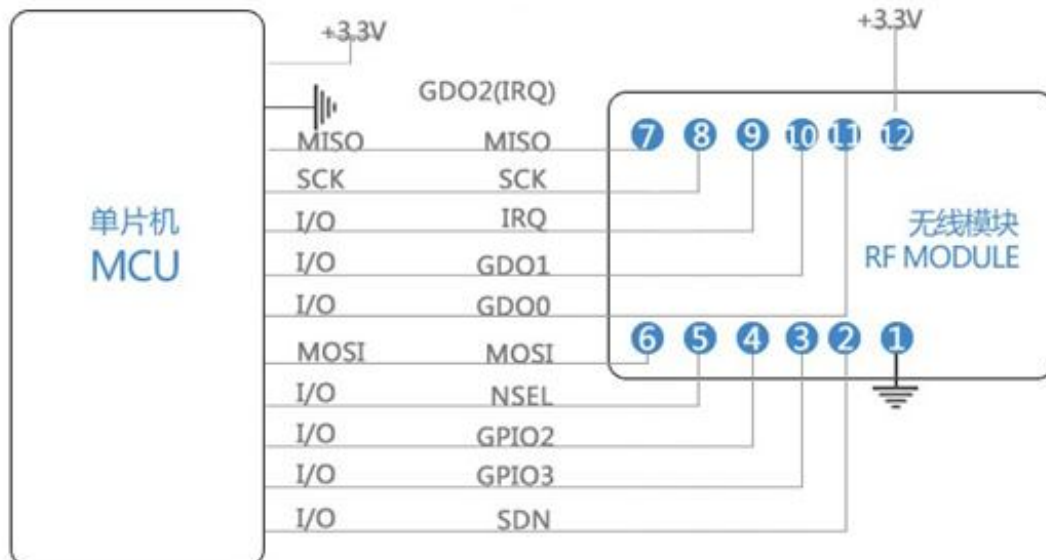 +3.3V
+3.3V
GDO2(IRQ)
7 8 9 10 11 12
MISO MISO
SCK SCK
I/O IRQ
单片机
MCU
无线模块
RF MODULE
I/O GDO1
I/O GDO0
6 5 4 3 2 1
MOSI MOSI
I/O NSEL
I/O GPIO2
I/O GPIO3
I/O SDN